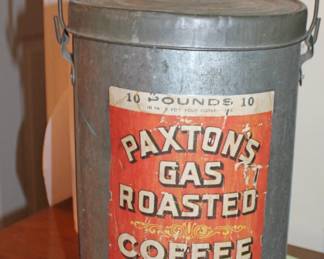 10 POUNDS 10
PAXTON'S
GAS
ROASTED
COFFEE